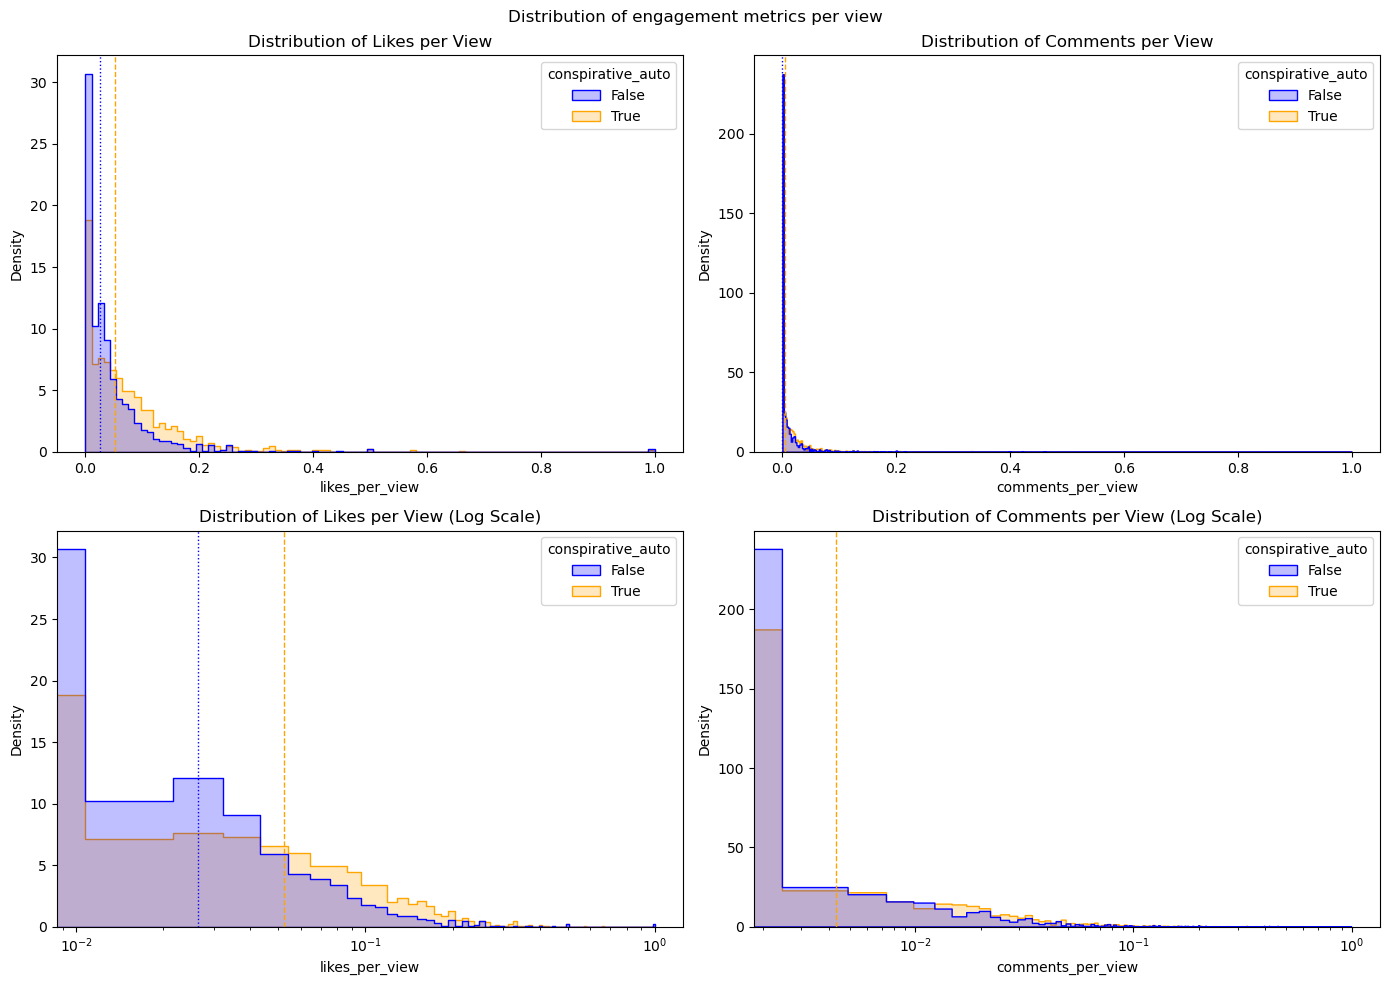 Distribution of engagement metrics per view
Distribution of Likes per View
Density
30
25
20
15
10
5
0
0.0 0.2 0.4 0.6 0.8 1.0
likes_per_view
conspirative_auto
False
True
Distribution of Comments per View
Density
200
150
100
50
0
0.0 0.2 0.4 0.6 0.8 1.0
comments_per_view
conspirative_auto
False
True
Distribution of Likes per View (Log Scale)
Density
30
25
20
15
10
5
0
10⁻² 10⁻¹ 10⁰
likes_per_view
conspirative_auto
False
True
Distribution of Comments per View (Log Scale)
Density
200
150
100
50
0
10⁻² 10⁻¹ 10⁰
comments_per_view
conspirative_auto
False
True